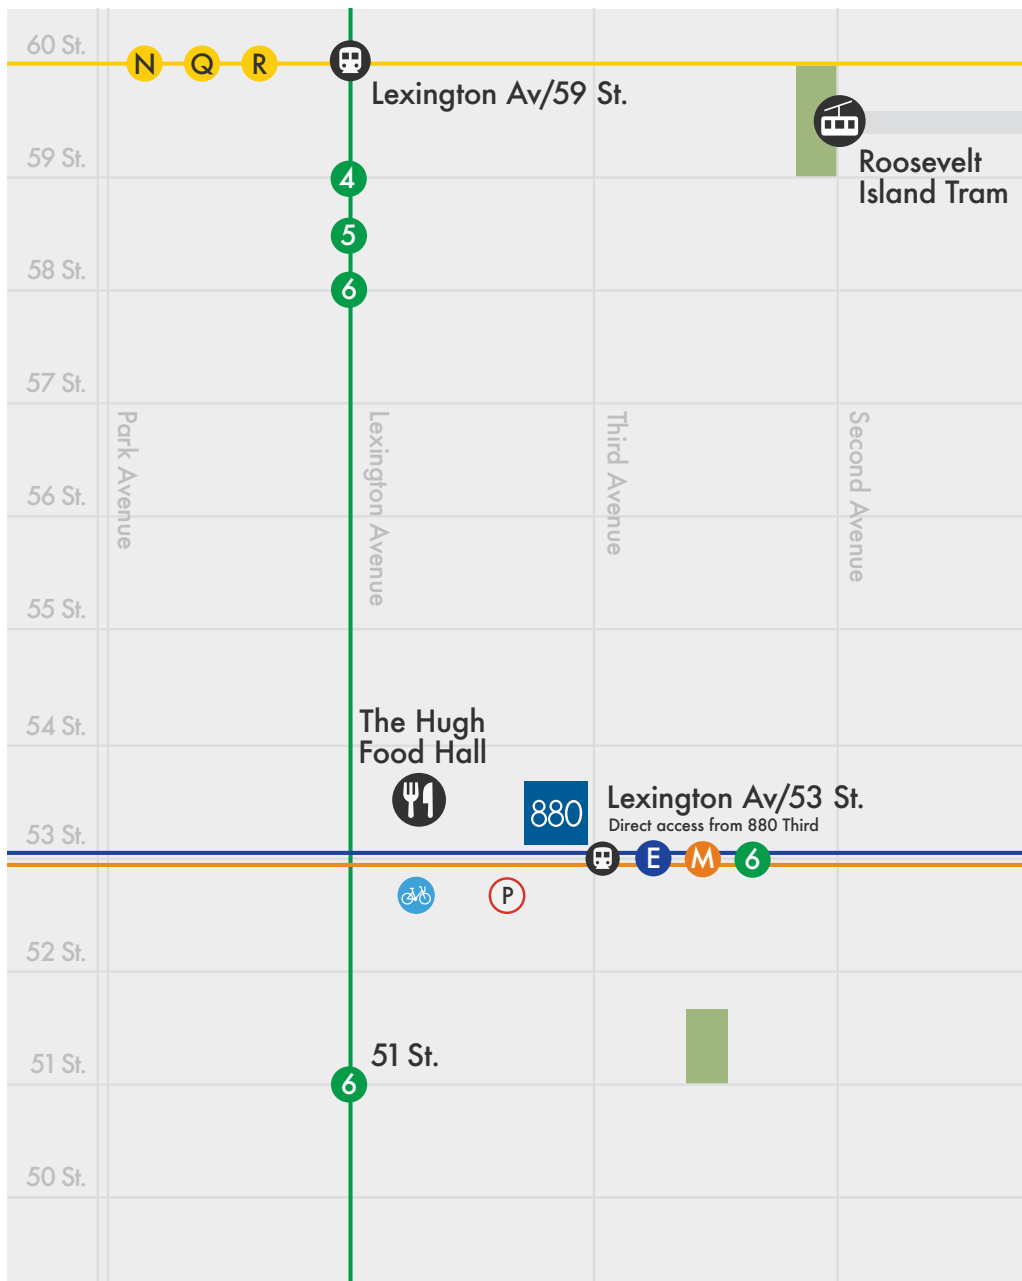 60 St.
N Q R
Lexington Av/59 St.
59 St.
4
Roosevelt
Island Tram
5
58 St.
6
57 St.
Park Avenue
Lexington Avenue
Third Avenue
Second Avenue
56 St.
55 St.
54 St.
The Hugh
Food Hall
880
Lexington Av/53 St.
Direct access from 880 Third
53 St.
E M 6
P
52 St.
51 St.
51 St.
6
50 St.